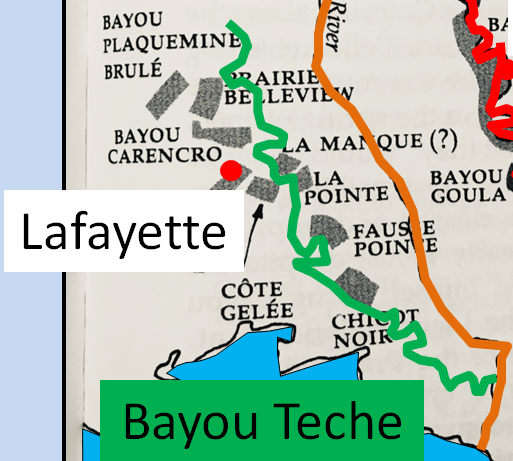 BAYOU
PLAQUEMINE
BRULÉ
River
BA
PRAIRIE
BELLEVIEW
BAYOU
CARENCRO
LA MANQUE (?)
LA
POINTE
BAYOU
GOULA
Lafayette
FAUSSE
POINTE
CÔTE
GELÉE
CHICOT
NOIR
Bayou Teche